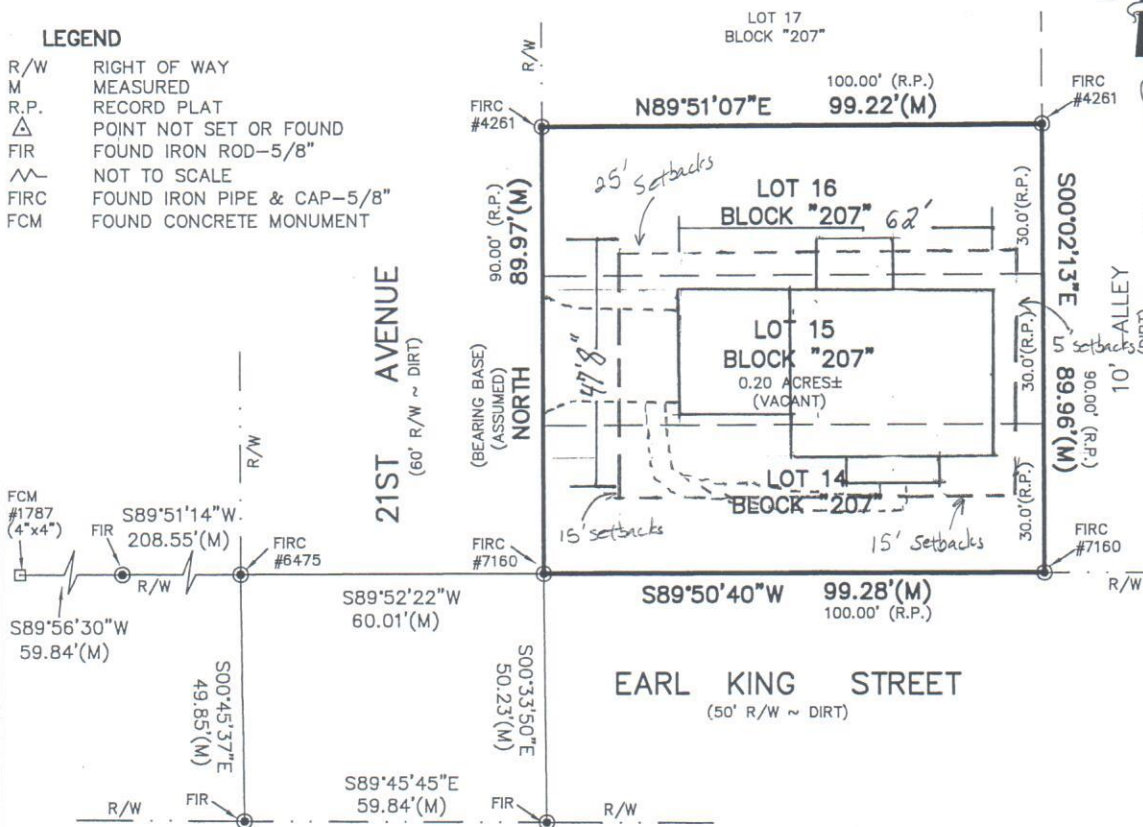 LEGEND
R/W RIGHT OF WAY
M MEASURED
R.P. RECORD PLAT
POINT NOT SET OR FOUND
FIR FOUND IRON ROD-5/8"
NOT TO SCALE
FIRC FOUND IRON PIPE & CAP-5/8"
FCM FOUND CONCRETE MONUMENT
LOT 17
BLOCK "207"
R/W
100.00' (R.P.)
N89°51'07"E 99.22'(M)
FIRC
#4261
FIRC
#4261
25' Setbacks
LOT 16
BLOCK "207"
62'
90.00' (R.P.)
89.97'(M)
30.0'(R.P.)
S00°02'13"E
10' ALLEY
5' setbacks
21ST AVENUE
(60' R/W ~ DIRT)
(BEARING BASE)
(ASSUMED)
NORTH
47'8"
LOT 15
BLOCK "207"
0.20 ACRES±
(VACANT)
30.0'(R.P.)
90.00' (R.P.)
89.96'(M)
R/W
LOT 14
BLOCK "207"
30.0'(R.P.)
15' setbacks
15' Setbacks
FCM
#1787
(4"x4")
FIR
S89°51'14"W
208.55'(M)
R/W
FIRC
#6475
FIRC
#7160
FIRC
#7160
R/W
S89°56'30"W
59.84'(M)
S89°52'22"W
60.01'(M)
S89°50'40"W 99.28'(M)
100.00' (R.P.)
S00°45'37"E
49.85'(M)
S00°33'50"E
50.23'(M)
EARL KING STREET
(50' R/W ~ DIRT)
S89°45'45"E
59.84'(M)
R/W
FIR
FIR
R/W